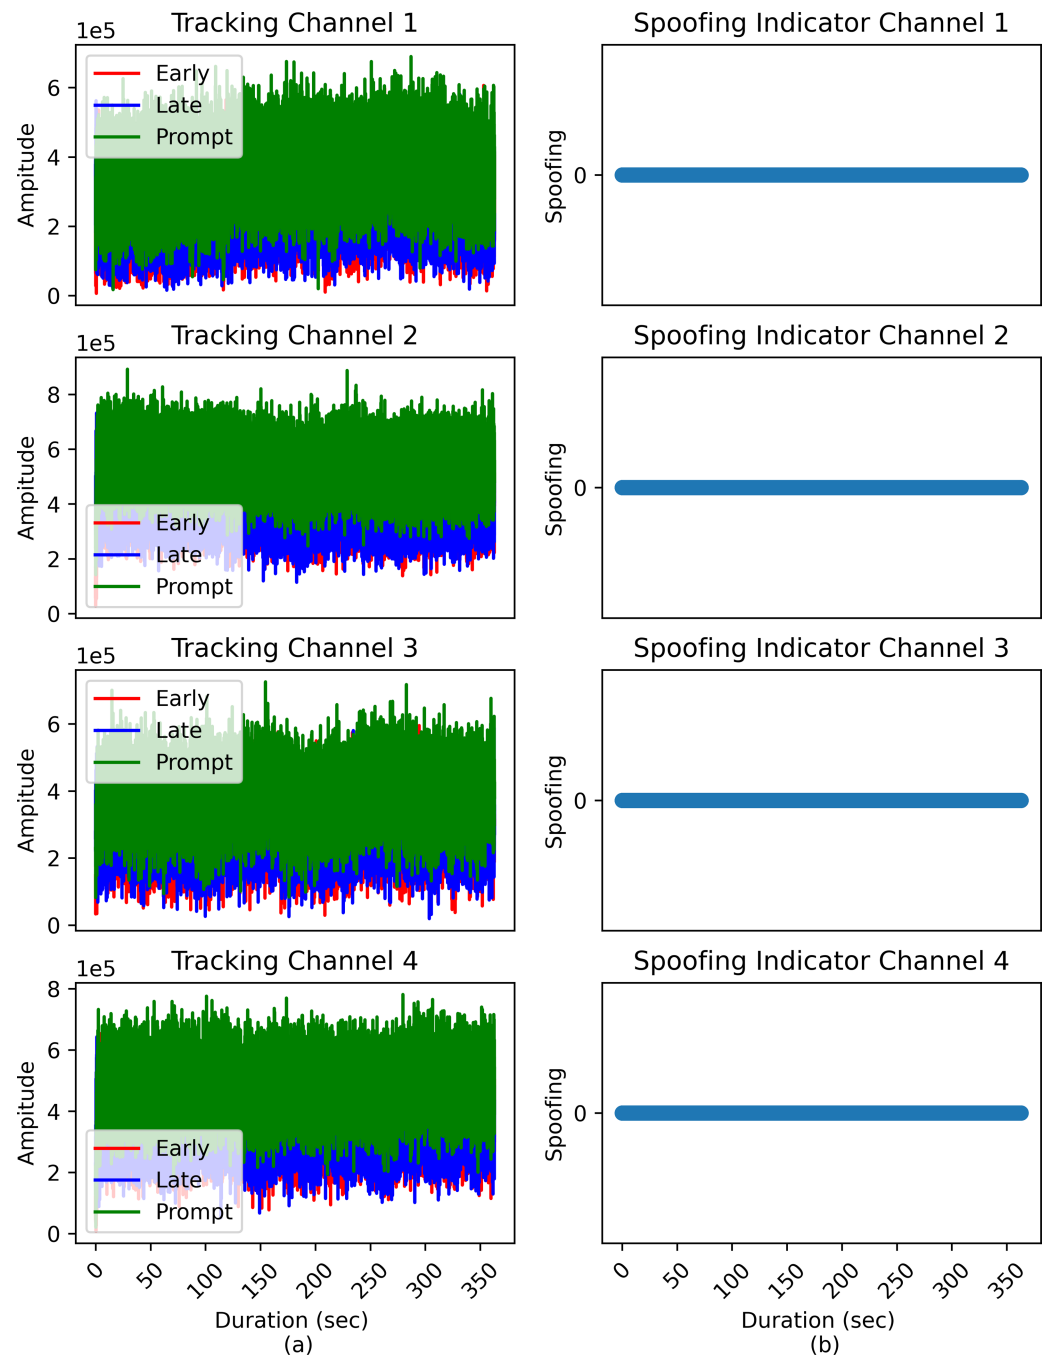 Tracking Channel 1
1e5
Ampitude
6
4
2
0
Early
Late
Prompt
Spoofing Indicator Channel 1
Spoofing
0
Tracking Channel 2
1e5
Ampitude
8
6
4
2
0
Early
Late
Prompt
Spoofing Indicator Channel 2
Spoofing
0
Tracking Channel 3
1e5
Ampitude
6
4
2
0
Early
Late
Prompt
Spoofing Indicator Channel 3
Spoofing
0
Tracking Channel 4
1e5
Ampitude
8
6
4
2
0
Early
Late
Prompt
0 50 100 150 200 250 300 350
Duration (sec)
(a)
Spoofing Indicator Channel 4
Spoofing
0
0 50 100 150 200 250 300 350
Duration (sec)
(b)